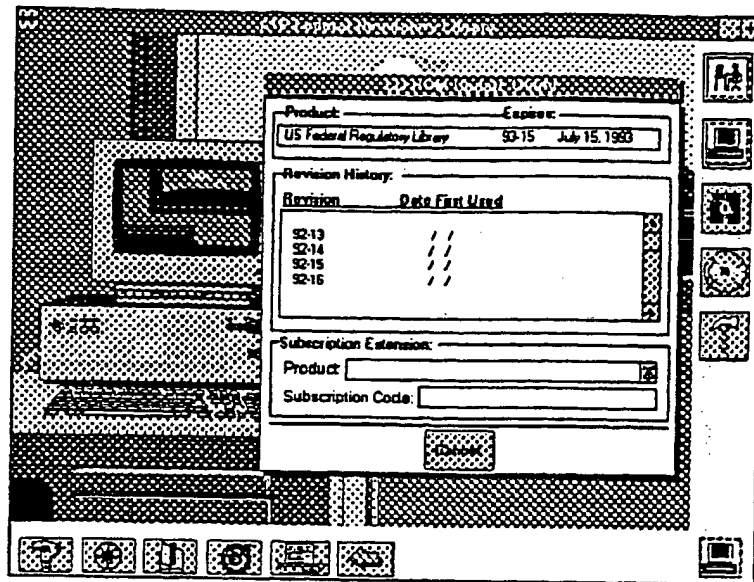 Product: Expires:
US Federal Regulatory Library 93-15 July 15, 1993
Revision History:
Revision Date First Used
92-13 / /
92-14 / /
92-15 / /
92-16 / /
Subscription Extension:
Product
Subscription Code:
Cancel